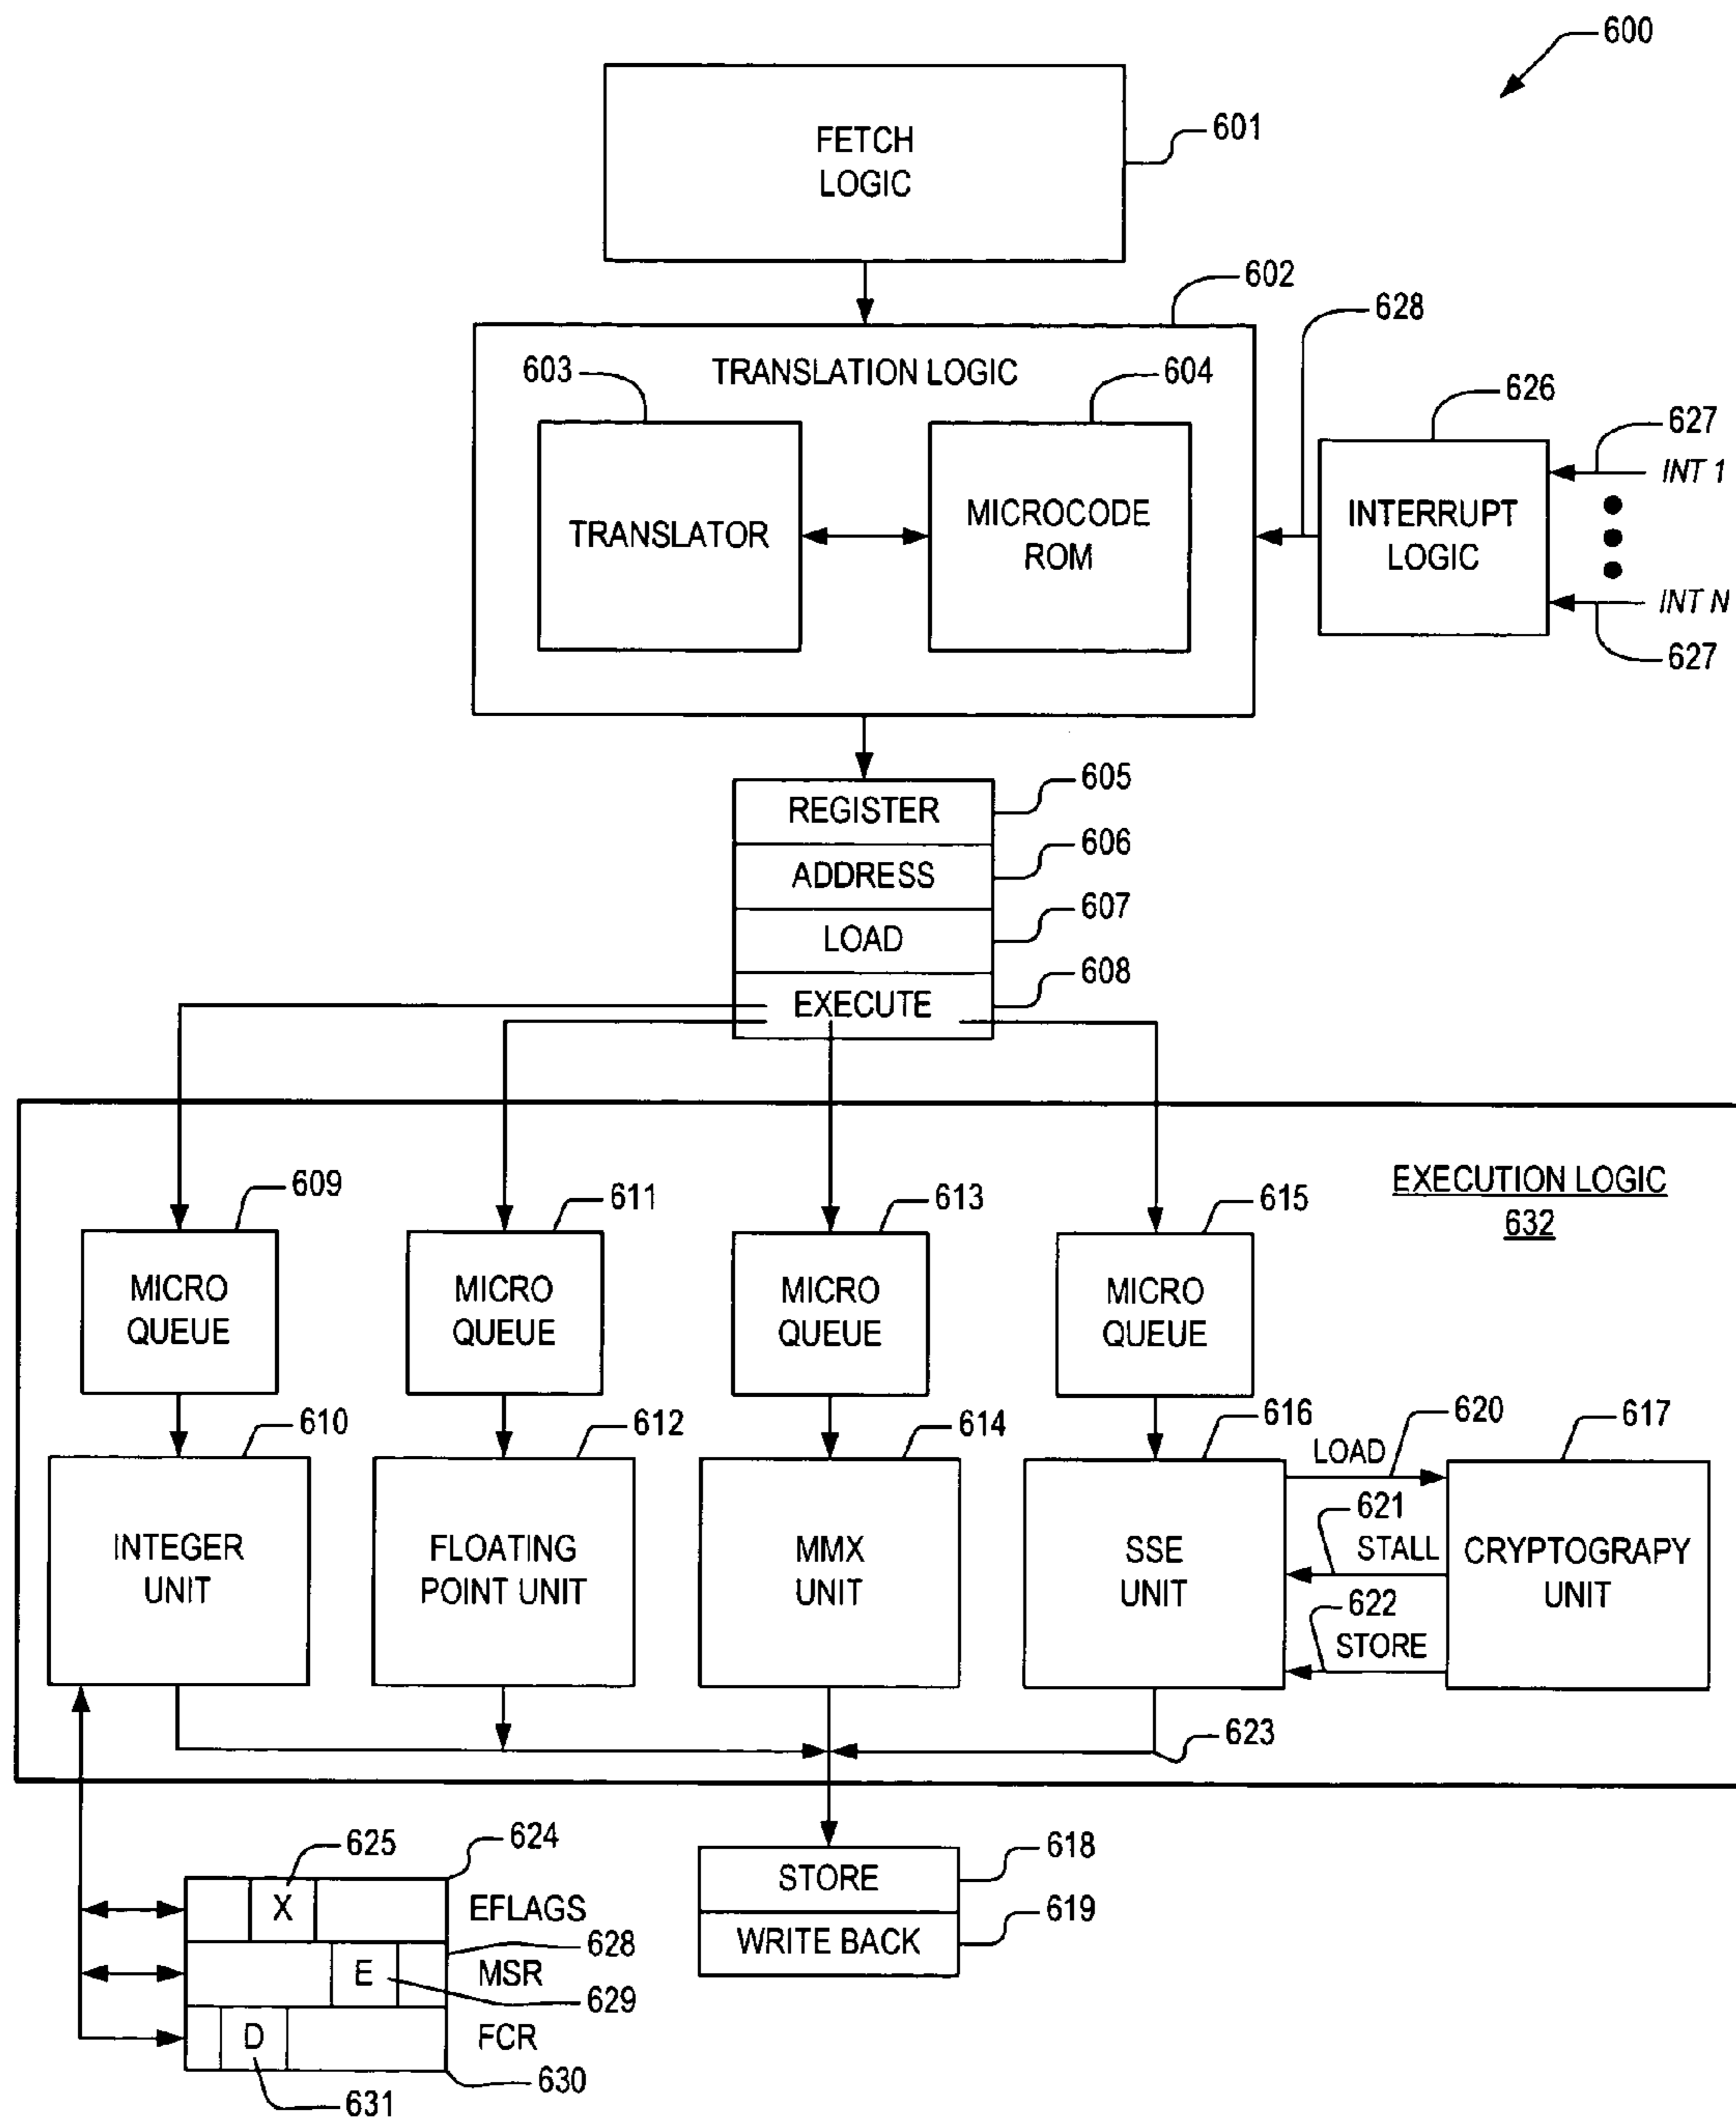 600
FETCH
LOGIC
601
602
628
TRANSLATION LOGIC
603
604
626
627
INT 1
TRANSLATOR
MICROCODE
ROM
INTERRUPT
LOGIC
INT N
627
REGISTER
605
ADDRESS
606
LOAD
607
EXECUTE
608
EXECUTION LOGIC
632
609
611
613
615
MICRO
QUEUE
MICRO
QUEUE
MICRO
QUEUE
MICRO
QUEUE
610
612
614
616
620
617
LOAD
621
STALL
622
STORE
INTEGER
UNIT
FLOATING
POINT UNIT
MMX
UNIT
SSE
UNIT
CRYPTOGRAPY
UNIT
623
625
624
X
EFLAGS
628
E
MSR
629
D
FCR
630
631
STORE
618
WRITE BACK
619